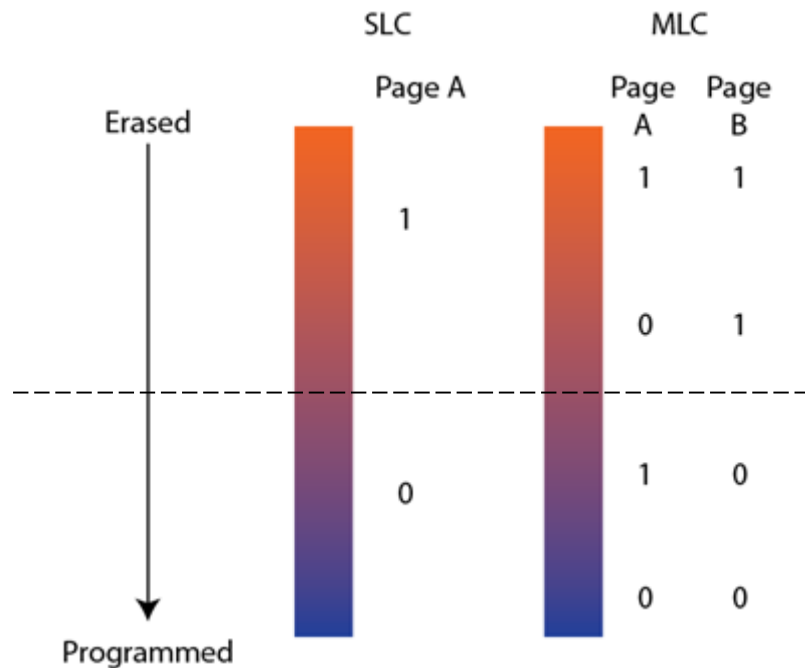 SLC MLC
Page A Page Page
Erased A B
1 1
1
0 1
1 0
0
0 0
Programmed